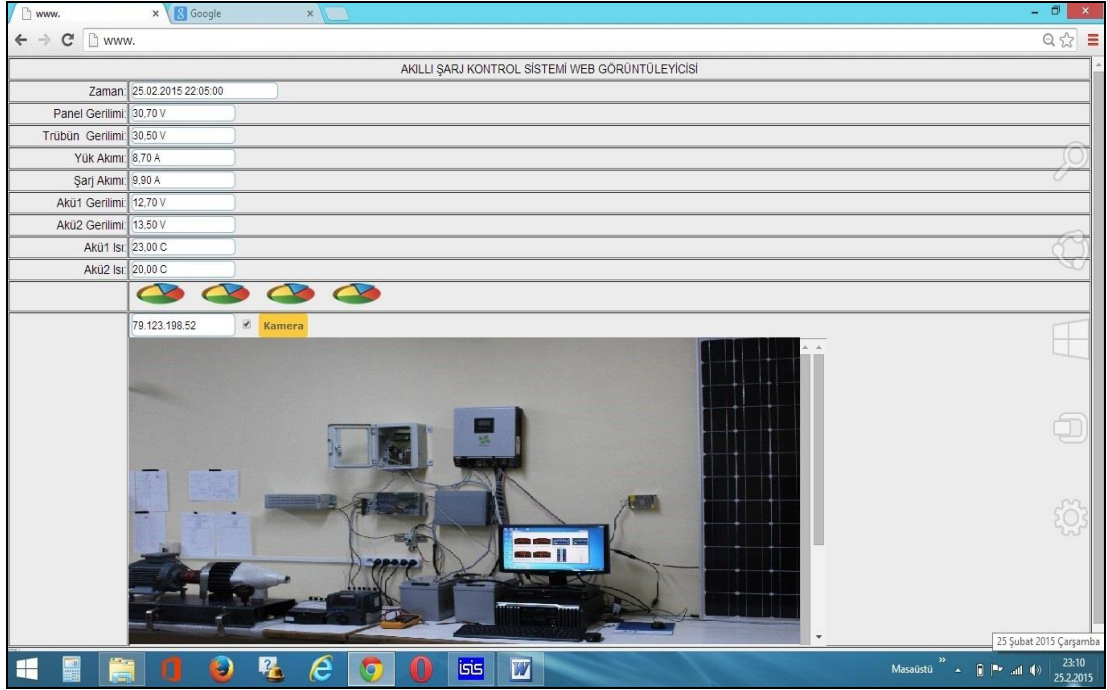 www.
Google
www.
AKILLI ŞARJ KONTROL SİSTEMİ WEB GÖRÜNTÜLEYİCİSİ
Zaman: 25.02.2015 22:05:00
Panel Gerilimi: 30,70 V
Trübün Gerilimi: 30,50 V
Yük Akımı: 8,70 A
Şarj Akımı: 9,90 A
Akü1 Gerilimi: 12,70 V
Akü2 Gerilimi: 13,50 V
Akü1 Isı: 23,00 C
Akü2 Isı: 20,00 C
79.123.198.52 Kamera
25 Şubat 2015 Çarşamba
isis
Masaüstü
23:10
25.2.2015